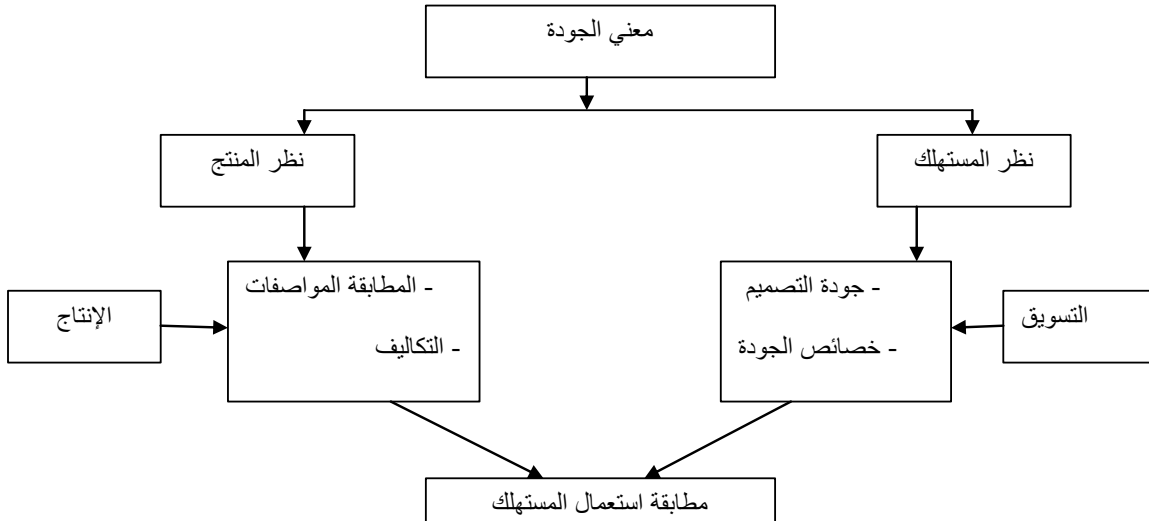 معني الجودة
نظر المستهلك
نظر المنتج
التسويق
- جودة التصميم
- خصائص الجودة
- المطابقة المواصفات
- التكاليف
الإنتاج
مطابقة استعمال المستهلك